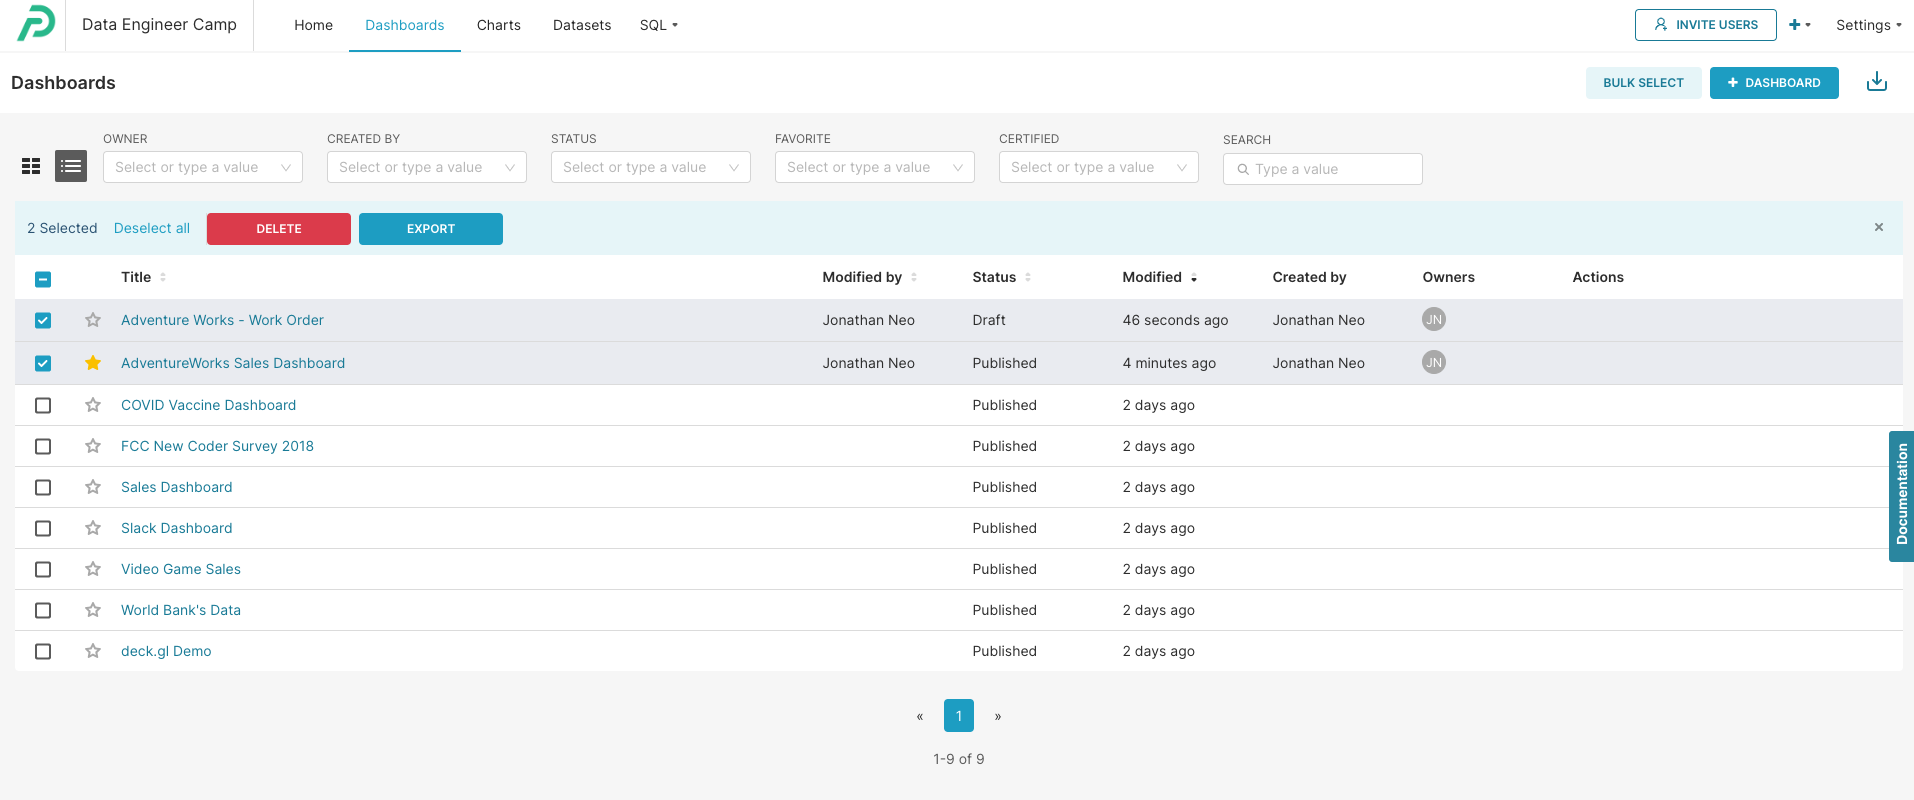 Data Engineer Camp Home Dashboards Charts Datasets SQL INVITE USERS + Settings
Dashboards BULK SELECT + DASHBOARD
OWNER CREATED BY STATUS FAVORITE CERTIFIED SEARCH
Select or type a value Select or type a value Select or type a value Select or type a value Select or type a value Type a value
2 Selected Deselect all DELETE EXPORT ×
Title Modified by Status Modified Created by Owners Actions
Adventure Works - Work Order Jonathan Neo Draft 46 seconds ago Jonathan Neo JN
AdventureWorks Sales Dashboard Jonathan Neo Published 4 minutes ago Jonathan Neo JN
COVID Vaccine Dashboard Published 2 days ago
FCC New Coder Survey 2018 Published 2 days ago
Sales Dashboard Published 2 days ago
Slack Dashboard Published 2 days ago
Video Game Sales Published 2 days ago
World Bank's Data Published 2 days ago
deck.gl Demo Published 2 days ago
Documentation
« 1 »
1-9 of 9